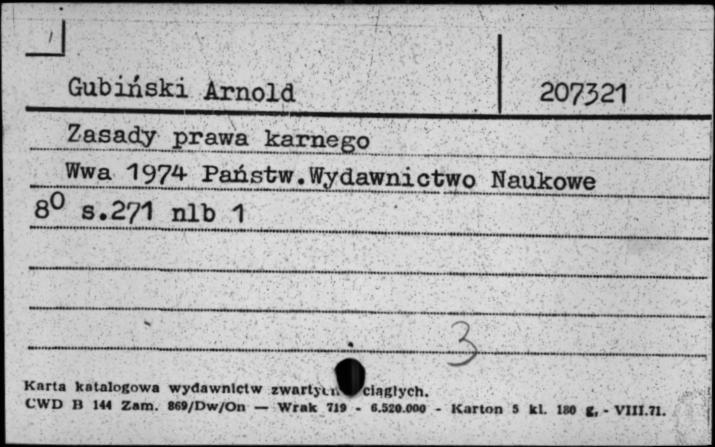 Gubiński Arnold 207321
Zasady prawa karnego
Wwa 1974 Państw.Wydawnictwo Naukowe
8⁰ s.271 nlb 1
3
Karta katalogowa wydawnictw ciągłych.
CWD B 144 Zam. 869/Dw/On — Wrak 719 - 6.520.000 - Karton 5 kl. 180 g, - VIII.71.